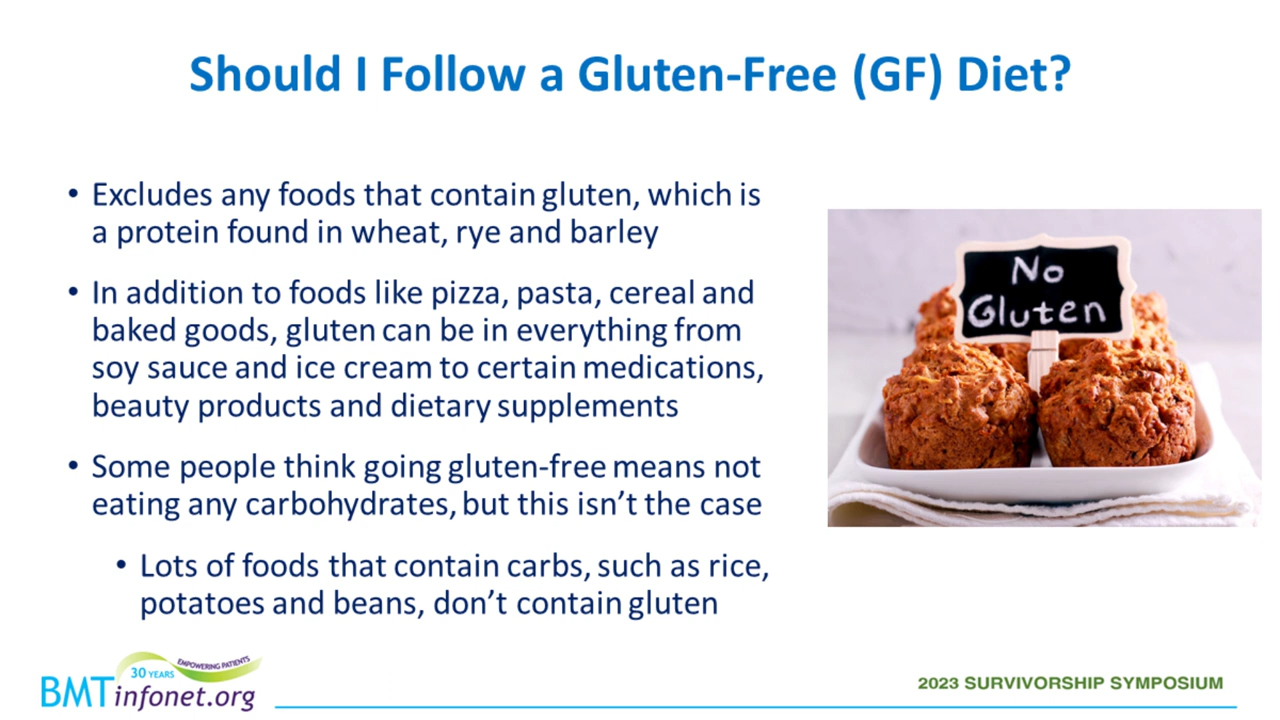 Should I Follow a Gluten-Free (GF) Diet?
• Excludes any foods that contain gluten, which is
a protein found in wheat, rye and barley
• In addition to foods like pizza, pasta, cereal and
baked goods, gluten can be in everything from
soy sauce and ice cream to certain medications,
beauty products and dietary supplements
• Some people think going gluten-free means not
eating any carbohydrates, but this isn’t the case
• Lots of foods that contain carbs, such as rice,
potatoes and beans, don’t contain gluten
No
Gluten
30 YEARS EMPOWERING PATIENTS
BMTinfonet.org
2023 SURVIVORSHIP SYMPOSIUM